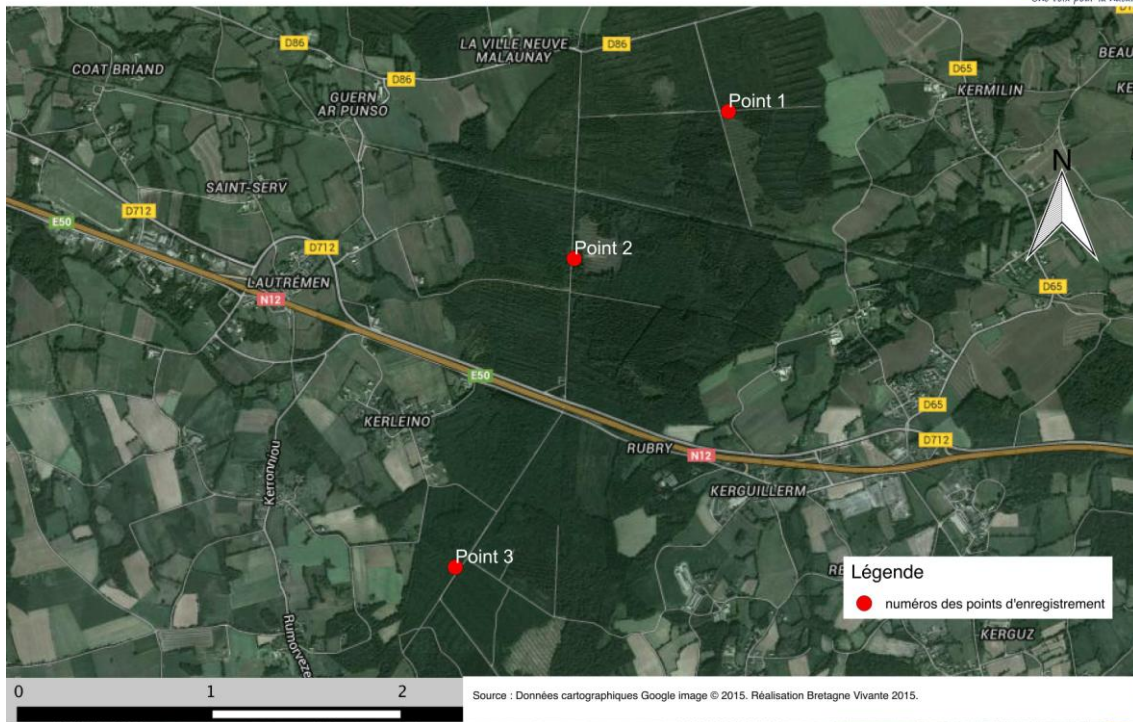 D86
LA VILLE NEUVE
MALAUNAY
D86
D65
COAT BRIAND
D86
GUERN
AR PUNSO
Point 1
KERMILIN
N
SAINT-SERV
D712
E50
D712
Point 2
LAUTRÉMEN
N12
D65
E50
KERLEINO
D65
RUBRY
N12
D712
Kerronniou
KERGUILLERM
Point 3
Légende
numéros des points d'enregistrement
KERGUZ
Rumorveze
0 1 2
Source : Données cartographiques Google image © 2015. Réalisation Bretagne Vivante 2015.